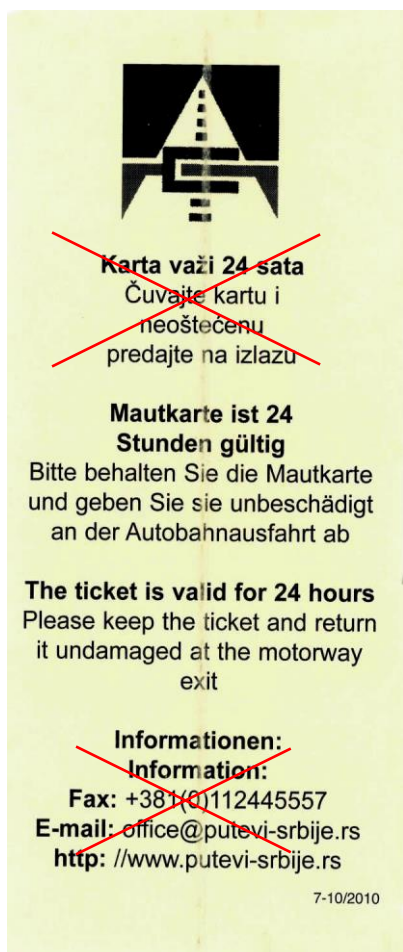 Karta važi 24 sata
Čuvajte kartu i
neoštećenu
predajte na izlazu
Mautkarte ist 24
Stunden gültig
Bitte behalten Sie die Mautkarte
und geben Sie sie unbeschädigt
an der Autobahnausfahrt ab
The ticket is valid for 24 hours
Please keep the ticket and return
it undamaged at the motorway
exit
Informationen:
Information:
Fax: +381(0)112445557
E-mail: office@putevi-srbije.rs
http: //www.putevi-srbije.rs
7-10/2010